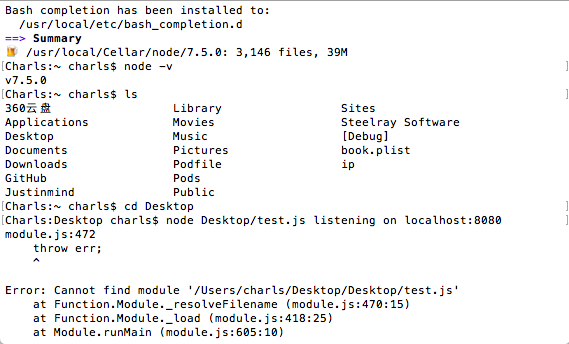 Bash completion has been installed to:
  /usr/local/etc/bash_completion.d
==> Summary
🍺 /usr/local/Cellar/node/7.5.0: 3,146 files, 39M
[Charls:~ charls$ node -v]
v7.5.0
[Charls:~ charls$ ls]
360云盘 Library Sites
Applications Movies Steelray Software
Desktop Music [Debug]
Documents Pictures book.plist
Downloads Podfile ip
GitHub Pods
Justinmind Public
[Charls:~ charls$ cd Desktop]
[Charls:Desktop charls$ node Desktop/test.js listening on localhost:8080]
module.js:472
    throw err;
    ^

Error: Cannot find module '/Users/charls/Desktop/Desktop/test.js'
    at Function.Module._resolveFilename (module.js:470:15)
    at Function.Module._load (module.js:418:25)
    at Module.runMain (module.js:605:10)